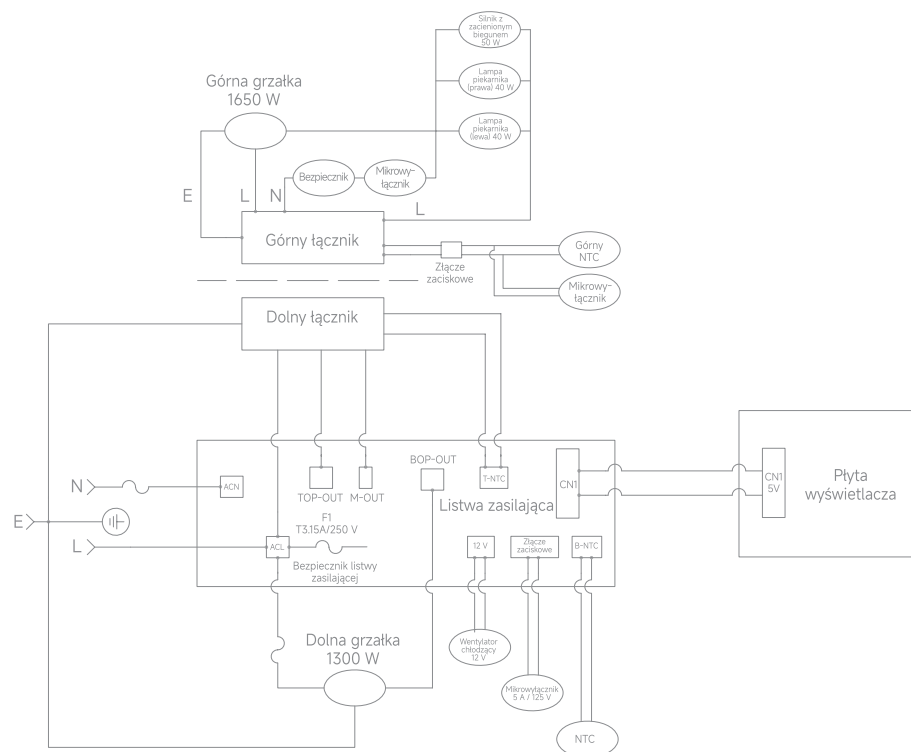 Silnik z
zacienionym
biegunem
50 W
Lampa
piekarnika
(prawa) 40 W
Lampa
piekarnika
(lewa) 40 W
Górna grzałka
1650 W
E
L
N
Bezpiecznik
Mikrowy-
łącznik
L
Górny łącznik
Złącze
zaciskowe
Górny
NTC
Mikrowy-
łącznik
Dolny łącznik
N
ACN
TOP-OUT
M-OUT
BOP-OUT
T-NTC
CN1
Listwa zasilająca
CN1
5V
Płyta
wyświetlacza
E
L
F1
T3,15A/250 V
ACL
Bezpiecznik listwy
zasilającej
12 V
Złącze
zaciskowe
B-NTC
Dolna grzałka
1300 W
Wentylator
chłodzący
12 V
Mikrowyłącznik
5 A / 125 V
NTC